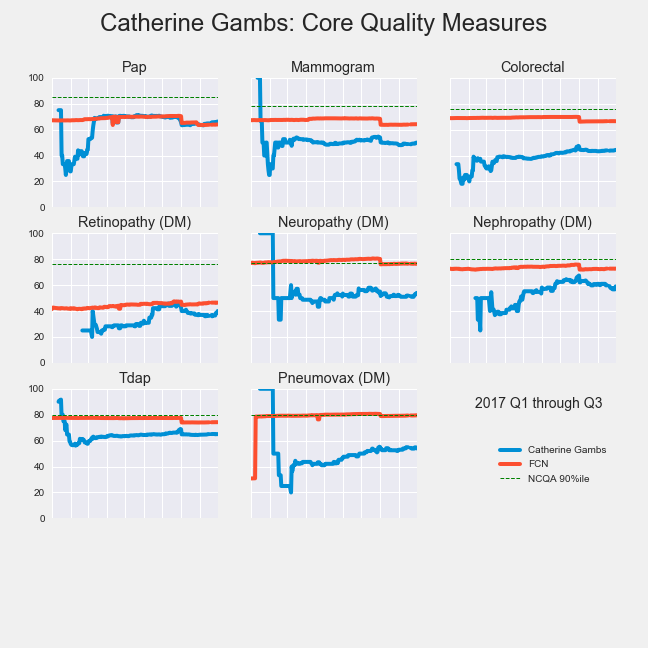 Catherine Gambs: Core Quality Measures
Pap
Mammogram
Colorectal
100
80
60
40
20
0
Retinopathy (DM)
Neuropathy (DM)
Nephropathy (DM)
100
80
60
40
20
0
Tdap
Pneumovax (DM)
100
80
60
40
20
0
2017 Q1 through Q3
Catherine Gambs
FCN
NCQA 90%ile